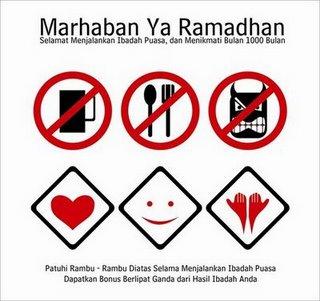 Marhaban Ya Ramadhan
Selamat Menjalankan Ibadah Puasa, dan Menikmati Bulan 1000 Bulan
Patuhi Rambu - Rambu Diatas Selama Menjalankan Ibadah Puasa
Dapatkan Bonus Berlipat Ganda dari Hasil Ibadah Anda